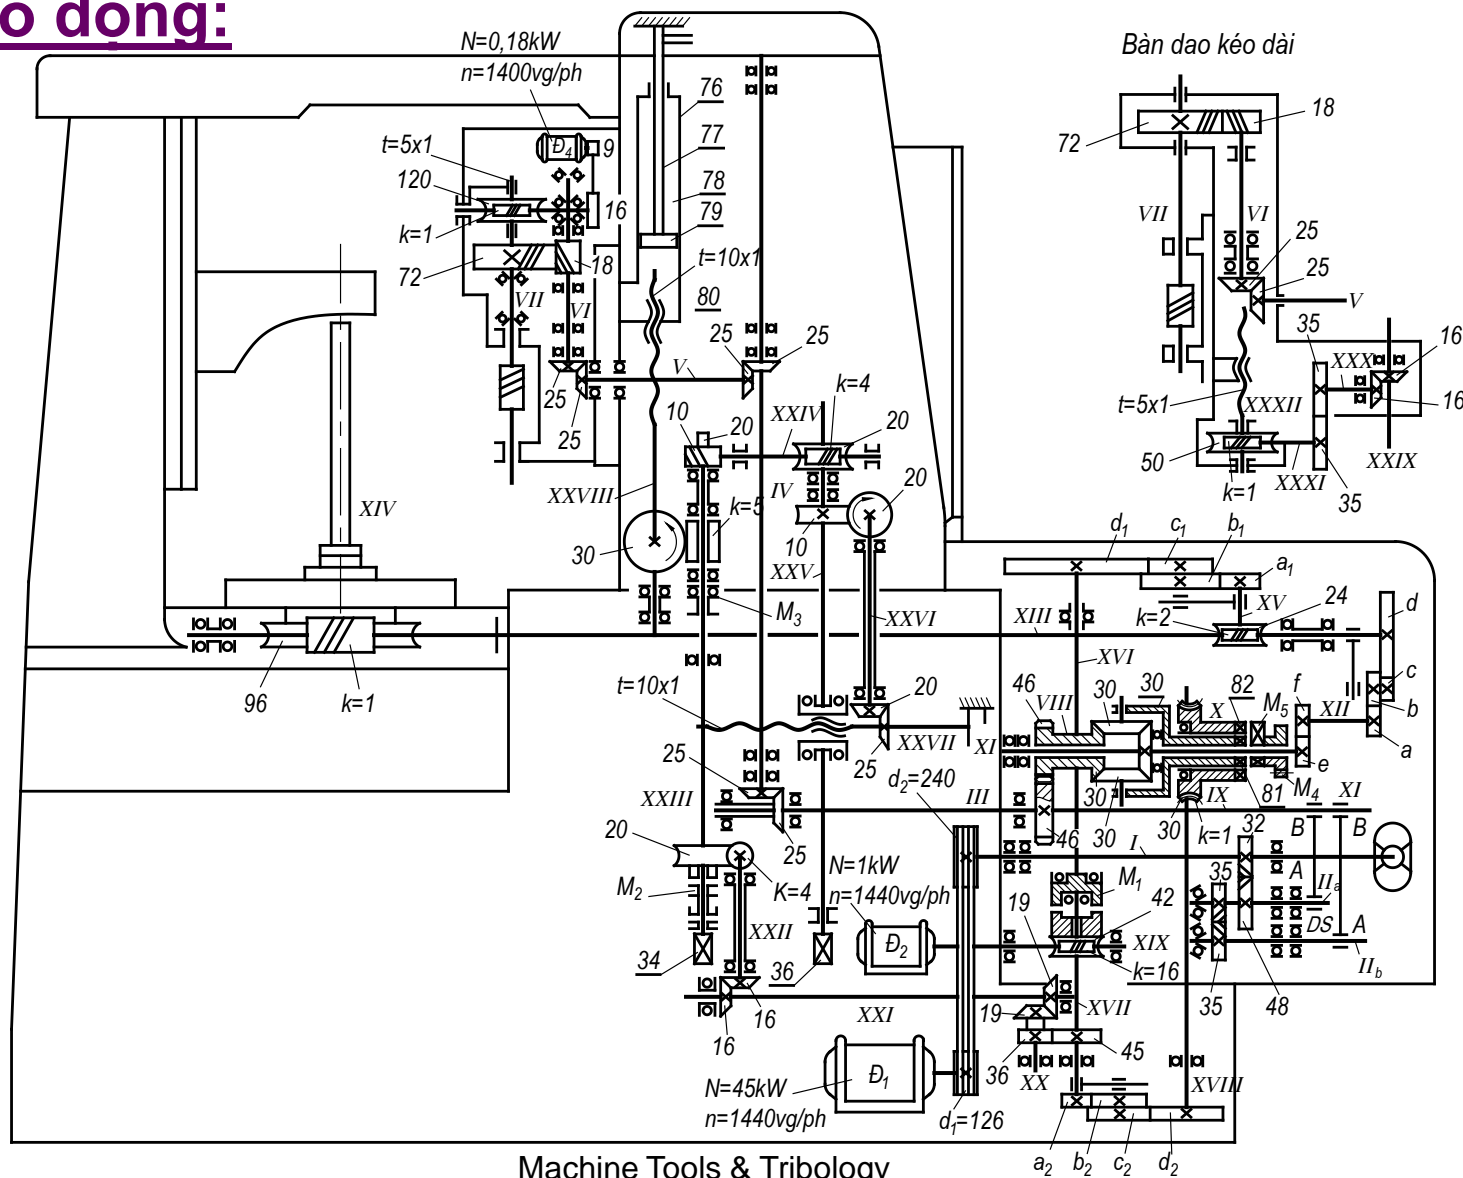 o dọng:
N=0,18kW
n=1400vg/ph
Bàn dao kéo dài
76
77
78
79
80
t=5x1
120
k=1
72
Đ4
9
16
18
VII
VI
25
25
V
25
25
t=10x1
72
18
VII
VI
25
25
V
35
XXX
16
16
t=5x1
XXXII
50
k=1
XXXI
35
XXIX
k=4
XXIV
10
20
20
IV
20
k=5
10
XXV
XXVIII
30
XIV
M3
XXVI
96
k=1
d1
c1
b1
a1
XIII
k=2
XV
24
d
XVI
c
b
a
t=10x1
20
25
XXVII
XI
46
VIII
30
30
X
82
M5
f
XII
e
25
XXIII
25
d2=240
III
30
30
30
k=1
IX
81
M4
XI
46
20
M2
K=4
XXII
34
36
N=1kW
n=1440vg/ph
Đ2
I
M1
42
XIX
k=16
32
B
B
A
IIa
DS
A
IIb
35
35
48
19
19
XVII
16
16
XXI
36
45
XX
XVIII
N=45kW
n=1440vg/ph
Đ1
d1=126
a2
b2
c2
d2
Machine Tools & Tribology